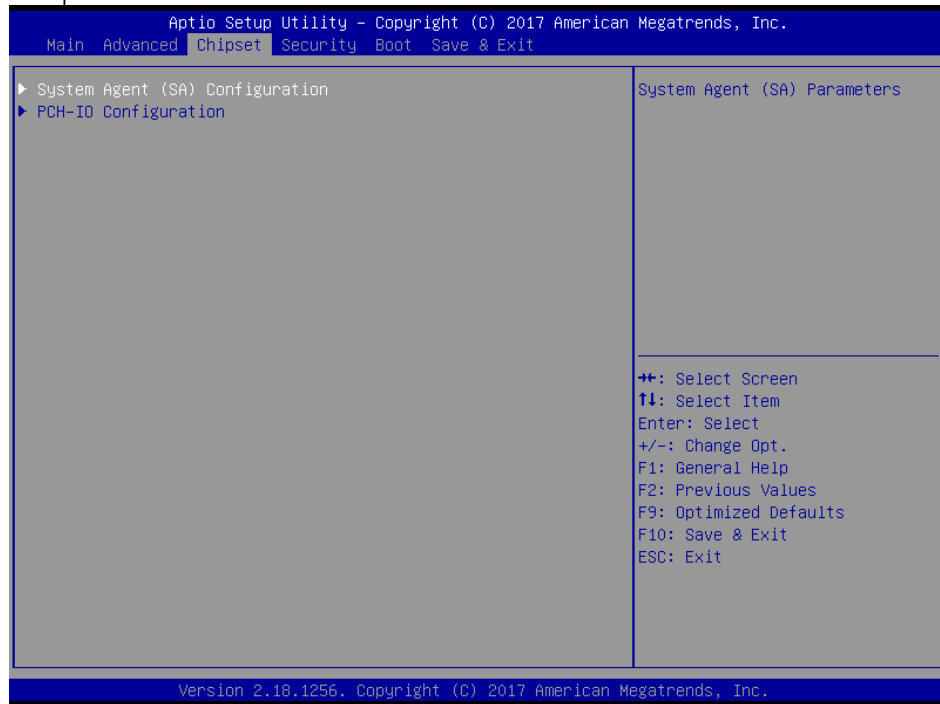 Aptio Setup Utility – Copyright (C) 2017 American Megatrends, Inc.
Main Advanced Chipset Security Boot Save & Exit
System Agent (SA) Configuration
PCH-IO Configuration
System Agent (SA) Parameters
→←: Select Screen
↑↓: Select Item
Enter: Select
+/-: Change Opt.
F1: General Help
F2: Previous Values
F9: Optimized Defaults
F10: Save & Exit
ESC: Exit
Version 2.18.1256. Copyright (C) 2017 American Megatrends, Inc.